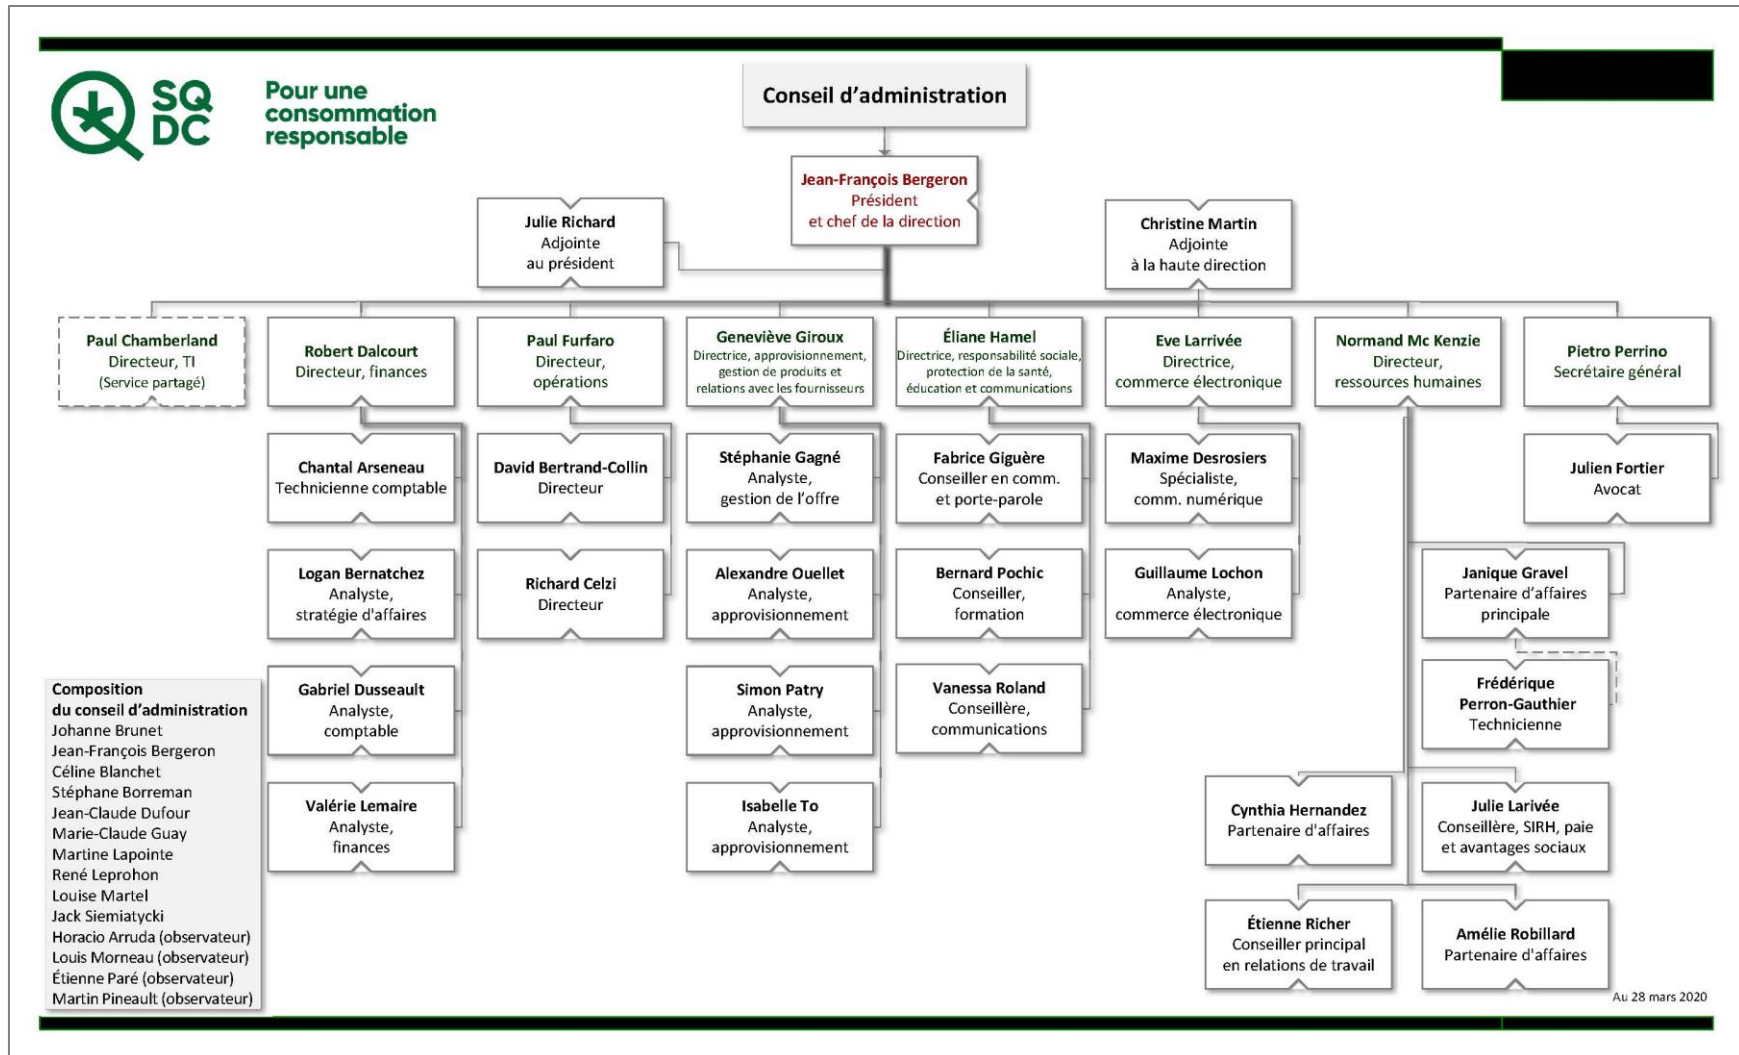 SQ
DC
Pour une
consommation
responsable
Conseil d'administration
Jean-François Bergeron
Président
et chef de la direction
Julie Richard
Adjointe
au président
Christine Martin
Adjointe
à la haute direction
Paul Chamberland
Directeur, TI
(Service partagé)
Robert Dalcourt
Directeur, finances
Paul Furfaro
Directeur,
opérations
Geneviève Giroux
Directrice, approvisionnement,
gestion de produits et
relations avec les fournisseurs
Éliane Hamel
Directrice, responsabilité sociale,
protection de la santé,
éducation et communications
Eve Larrivée
Directrice,
commerce électronique
Normand Mc Kenzie
Directeur,
ressources humaines
Pietro Perrino
Secrétaire général
Chantal Arseneau
Technicienne comptable
David Bertrand-Collin
Directeur
Stéphanie Gagné
Analyste,
gestion de l'offre
Fabrice Giguère
Conseiller en comm.
et porte-parole
Maxime Desrosiers
Spécialiste,
comm. numérique
Julien Fortier
Avocat
Logan Bernatchez
Analyste,
stratégie d'affaires
Richard Celzi
Directeur
Alexandre Ouellet
Analyste,
approvisionnement
Bernard Pochic
Conseiller,
formation
Guillaume Lochon
Analyste,
commerce électronique
Janique Gravel
Partenaire d'affaires
principale
Gabriel Dusseault
Analyste,
comptable
Simon Patry
Analyste,
approvisionnement
Vanessa Roland
Conseillère,
communications
Frédérique
Perron-Gauthier
Technicienne
Valérie Lemaire
Analyste,
finances
Isabelle To
Analyste,
approvisionnement
Cynthia Hernandez
Partenaire d'affaires
Julie Larivée
Conseillère, SIRH, paie
et avantages sociaux
Étienne Richer
Conseiller principal
en relations de travail
Amélie Robillard
Partenaire d'affaires
Composition
du conseil d'administration
Johanne Brunet
Jean-François Bergeron
Céline Blanchet
Stéphane Borreman
Jean-Claude Dufour
Marie-Claude Guay
Martine Lapointe
René Leprohon
Louise Martel
Jack Siemiatycki
Horacio Arruda (observateur)
Louis Morneau (observateur)
Étienne Paré (observateur)
Martin Pineault (observateur)
Au 28 mars 2020